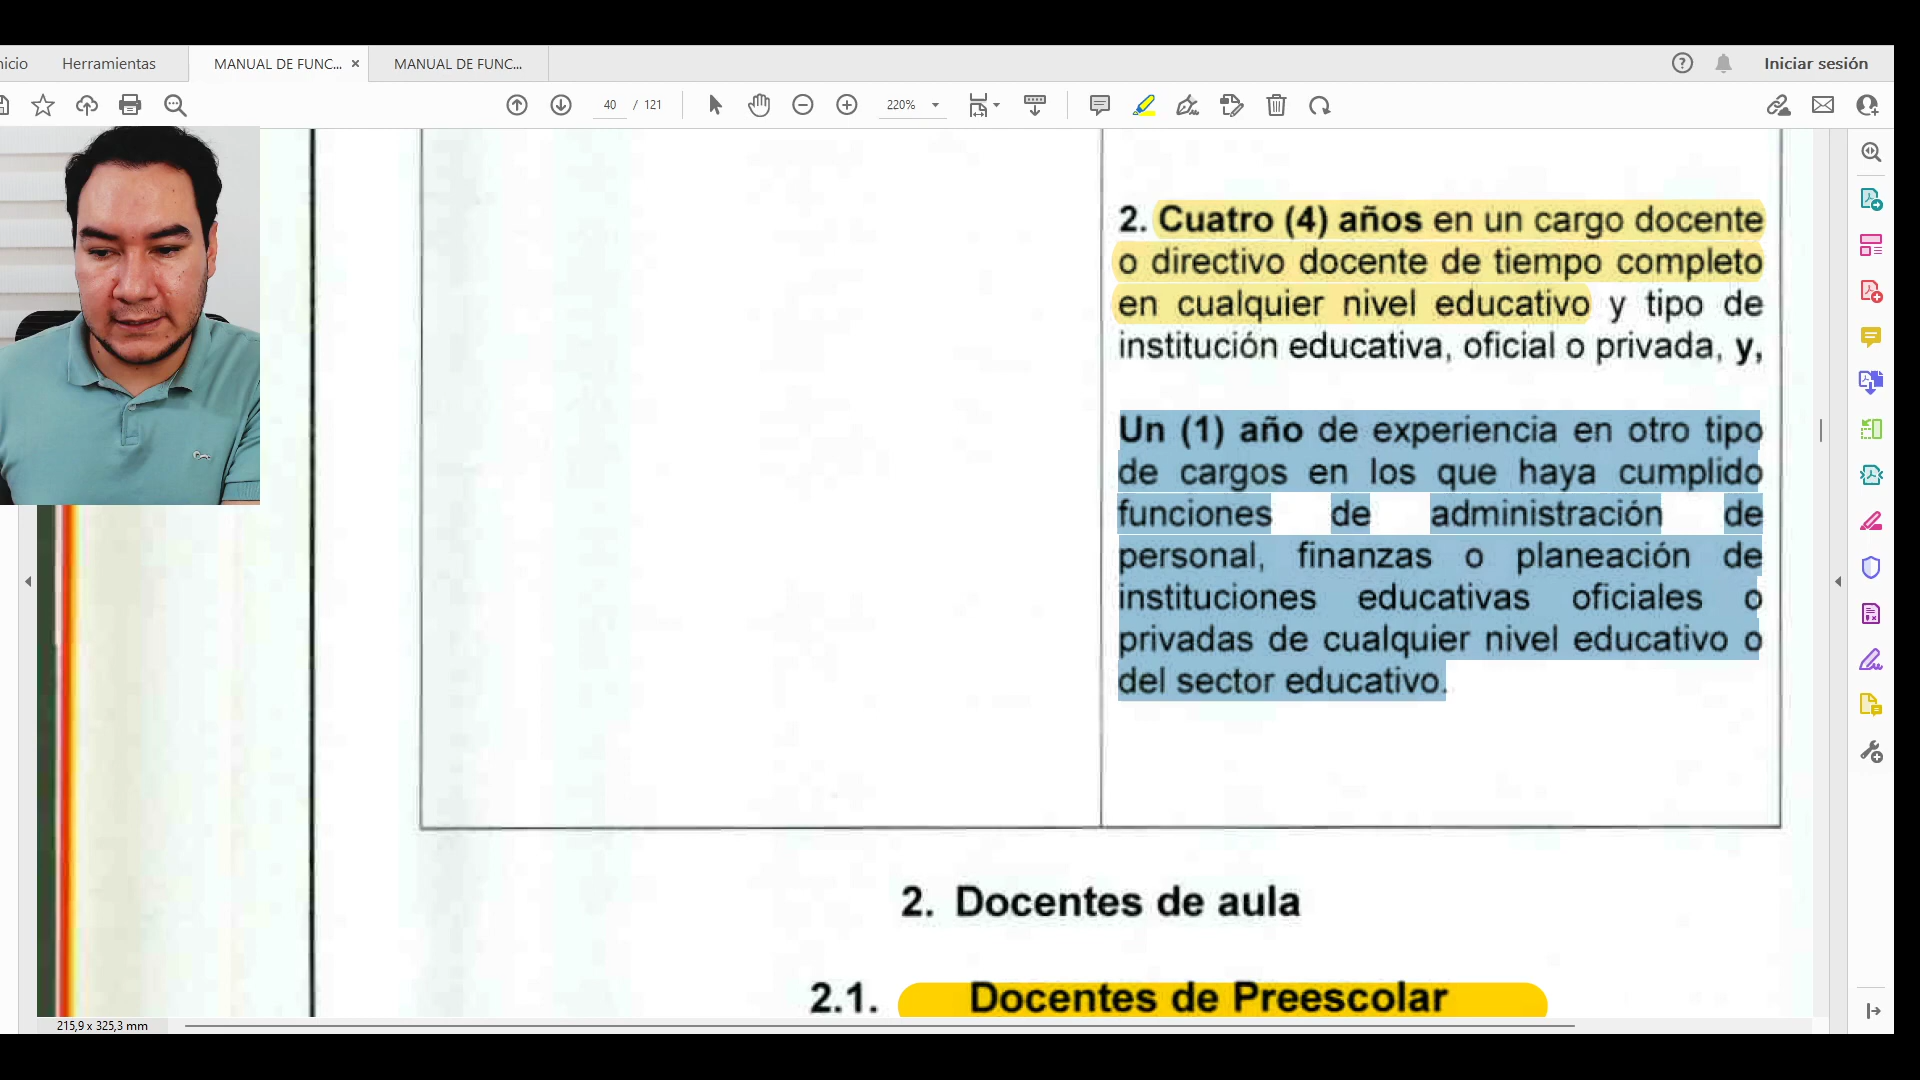 nicio
Herramientas
MANUAL DE FUNC...
MANUAL DE FUNC...
Iniciar sesión
40 / 121
220%
2. Cuatro (4) años en un cargo docente
o directivo docente de tiempo completo
en cualquier nivel educativo y tipo de
institución educativa, oficial o privada, y,
Un (1) año de experiencia en otro tipo
de cargos en los que haya cumplido
funciones de administración de
personal, finanzas o planeación de
instituciones educativas oficiales o
privadas de cualquier nivel educativo o
del sector educativo.
2. Docentes de aula
2.1. Docentes de Preescolar
215,9 x 325,3 mm